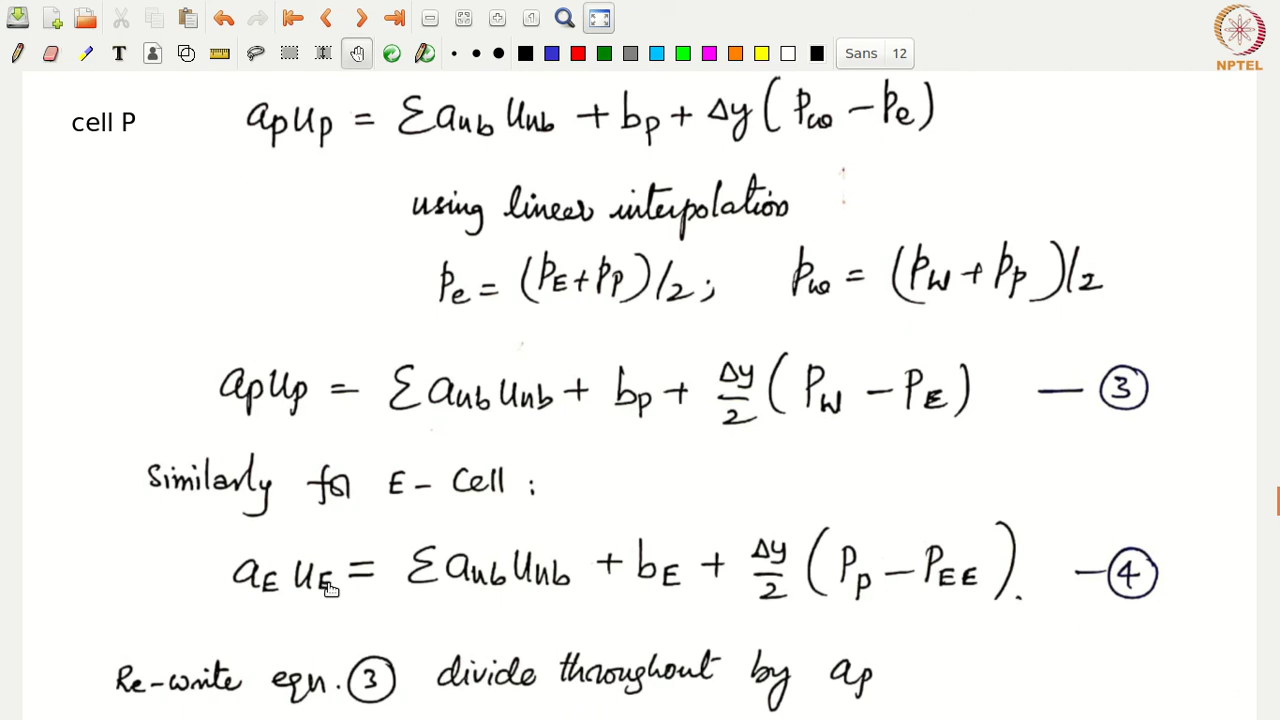 Sans 12
NPTEL
cell P a_P u_P = Σ a_nb u_nb + b_P + Δy (P_w − P_e)
using linear interpolation
P_e = (P_E + P_P)/2; P_w = (P_W + P_P)/2
a_P u_P = Σ a_nb u_nb + b_P + Δy/2 (P_W − P_E) — ③
Similarly for E - Cell :
a_E u_E = Σ a_nb u_nb + b_E + Δy/2 (P_P − P_EE). — ④
Re-write eqn. ③ divide throughout by a_P